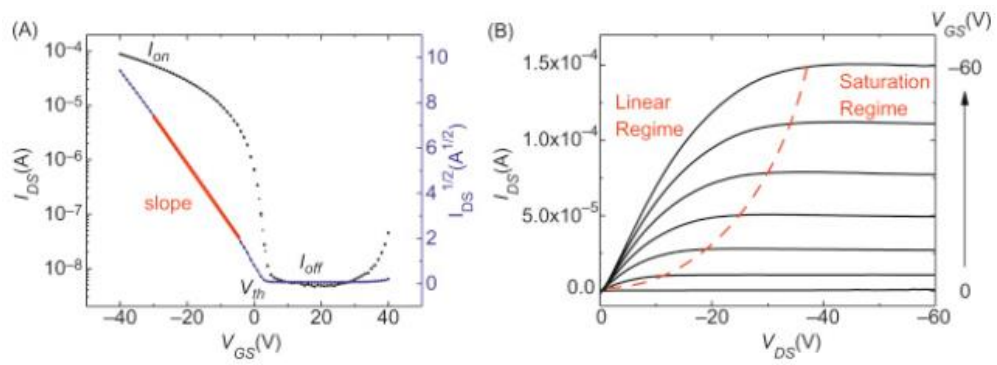 (A)
10⁻⁴
10⁻⁵
10⁻⁶
10⁻⁷
10⁻⁸
I_DS(A)
I_on
slope
V_th
I_off
10
8
6
4
2
0
I_DS^1/2(A^1/2)
−40 −20 0 20 40
V_GS(V)
(B)
V_GS(V)
1.5x10⁻⁴
1.0x10⁻⁴
5.0x10⁻⁵
0.0
I_DS(A)
Linear
Regime
Saturation
Regime
−60
0
0 −20 −40 −60
V_DS(V)